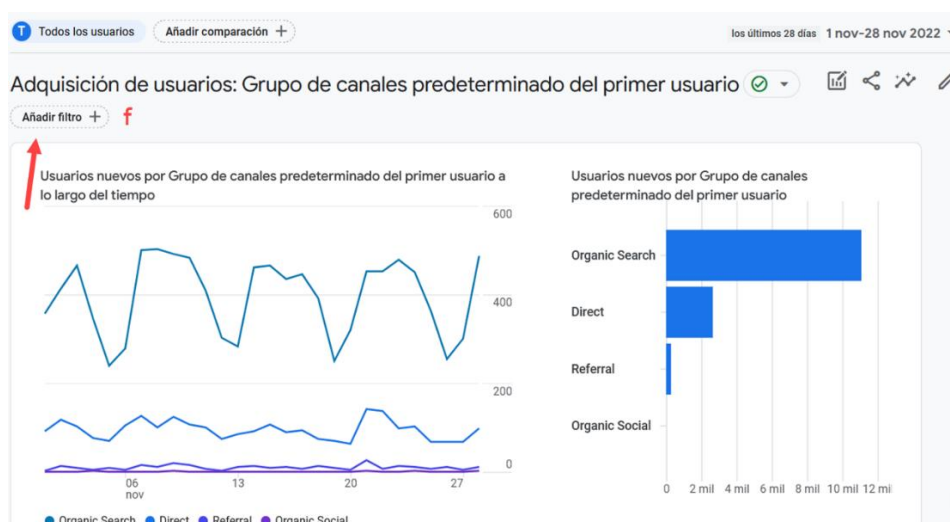 T Todos los usuarios Añadir comparación + los últimos 28 días 1 nov-28 nov 2022
Adquisición de usuarios: Grupo de canales predeterminado del primer usuario
Añadir filtro + f
Usuarios nuevos por Grupo de canales predeterminado del primer usuario a
lo largo del tiempo
600
400
200
0
06
nov
13
20
27
Organic Search Direct Referral Organic Social
Usuarios nuevos por Grupo de canales
predeterminado del primer usuario
Organic Search
Direct
Referral
Organic Social
0 2 mil 4 mil 6 mil 8 mil 10 mil 12 mil